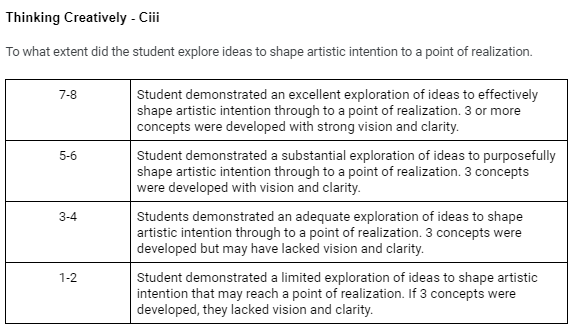 Thinking Creatively - Ciii
To what extent did the student explore ideas to shape artistic intention to a point of realization.
7-8
Student demonstrated an excellent exploration of ideas to effectively
shape artistic intention through to a point of realization. 3 or more
concepts were developed with strong vision and clarity.
5-6
Student demonstrated a substantial exploration of ideas to purposefully
shape artistic intention through to a point of realization. 3 concepts
were developed with vision and clarity.
3-4
Students demonstrated an adequate exploration of ideas to shape
artistic intention through to a point of realization. 3 concepts were
developed but may have lacked vision and clarity.
1-2
Student demonstrated a limited exploration of ideas to shape artistic
intention that may reach a point of realization. If 3 concepts were
developed, they lacked vision and clarity.